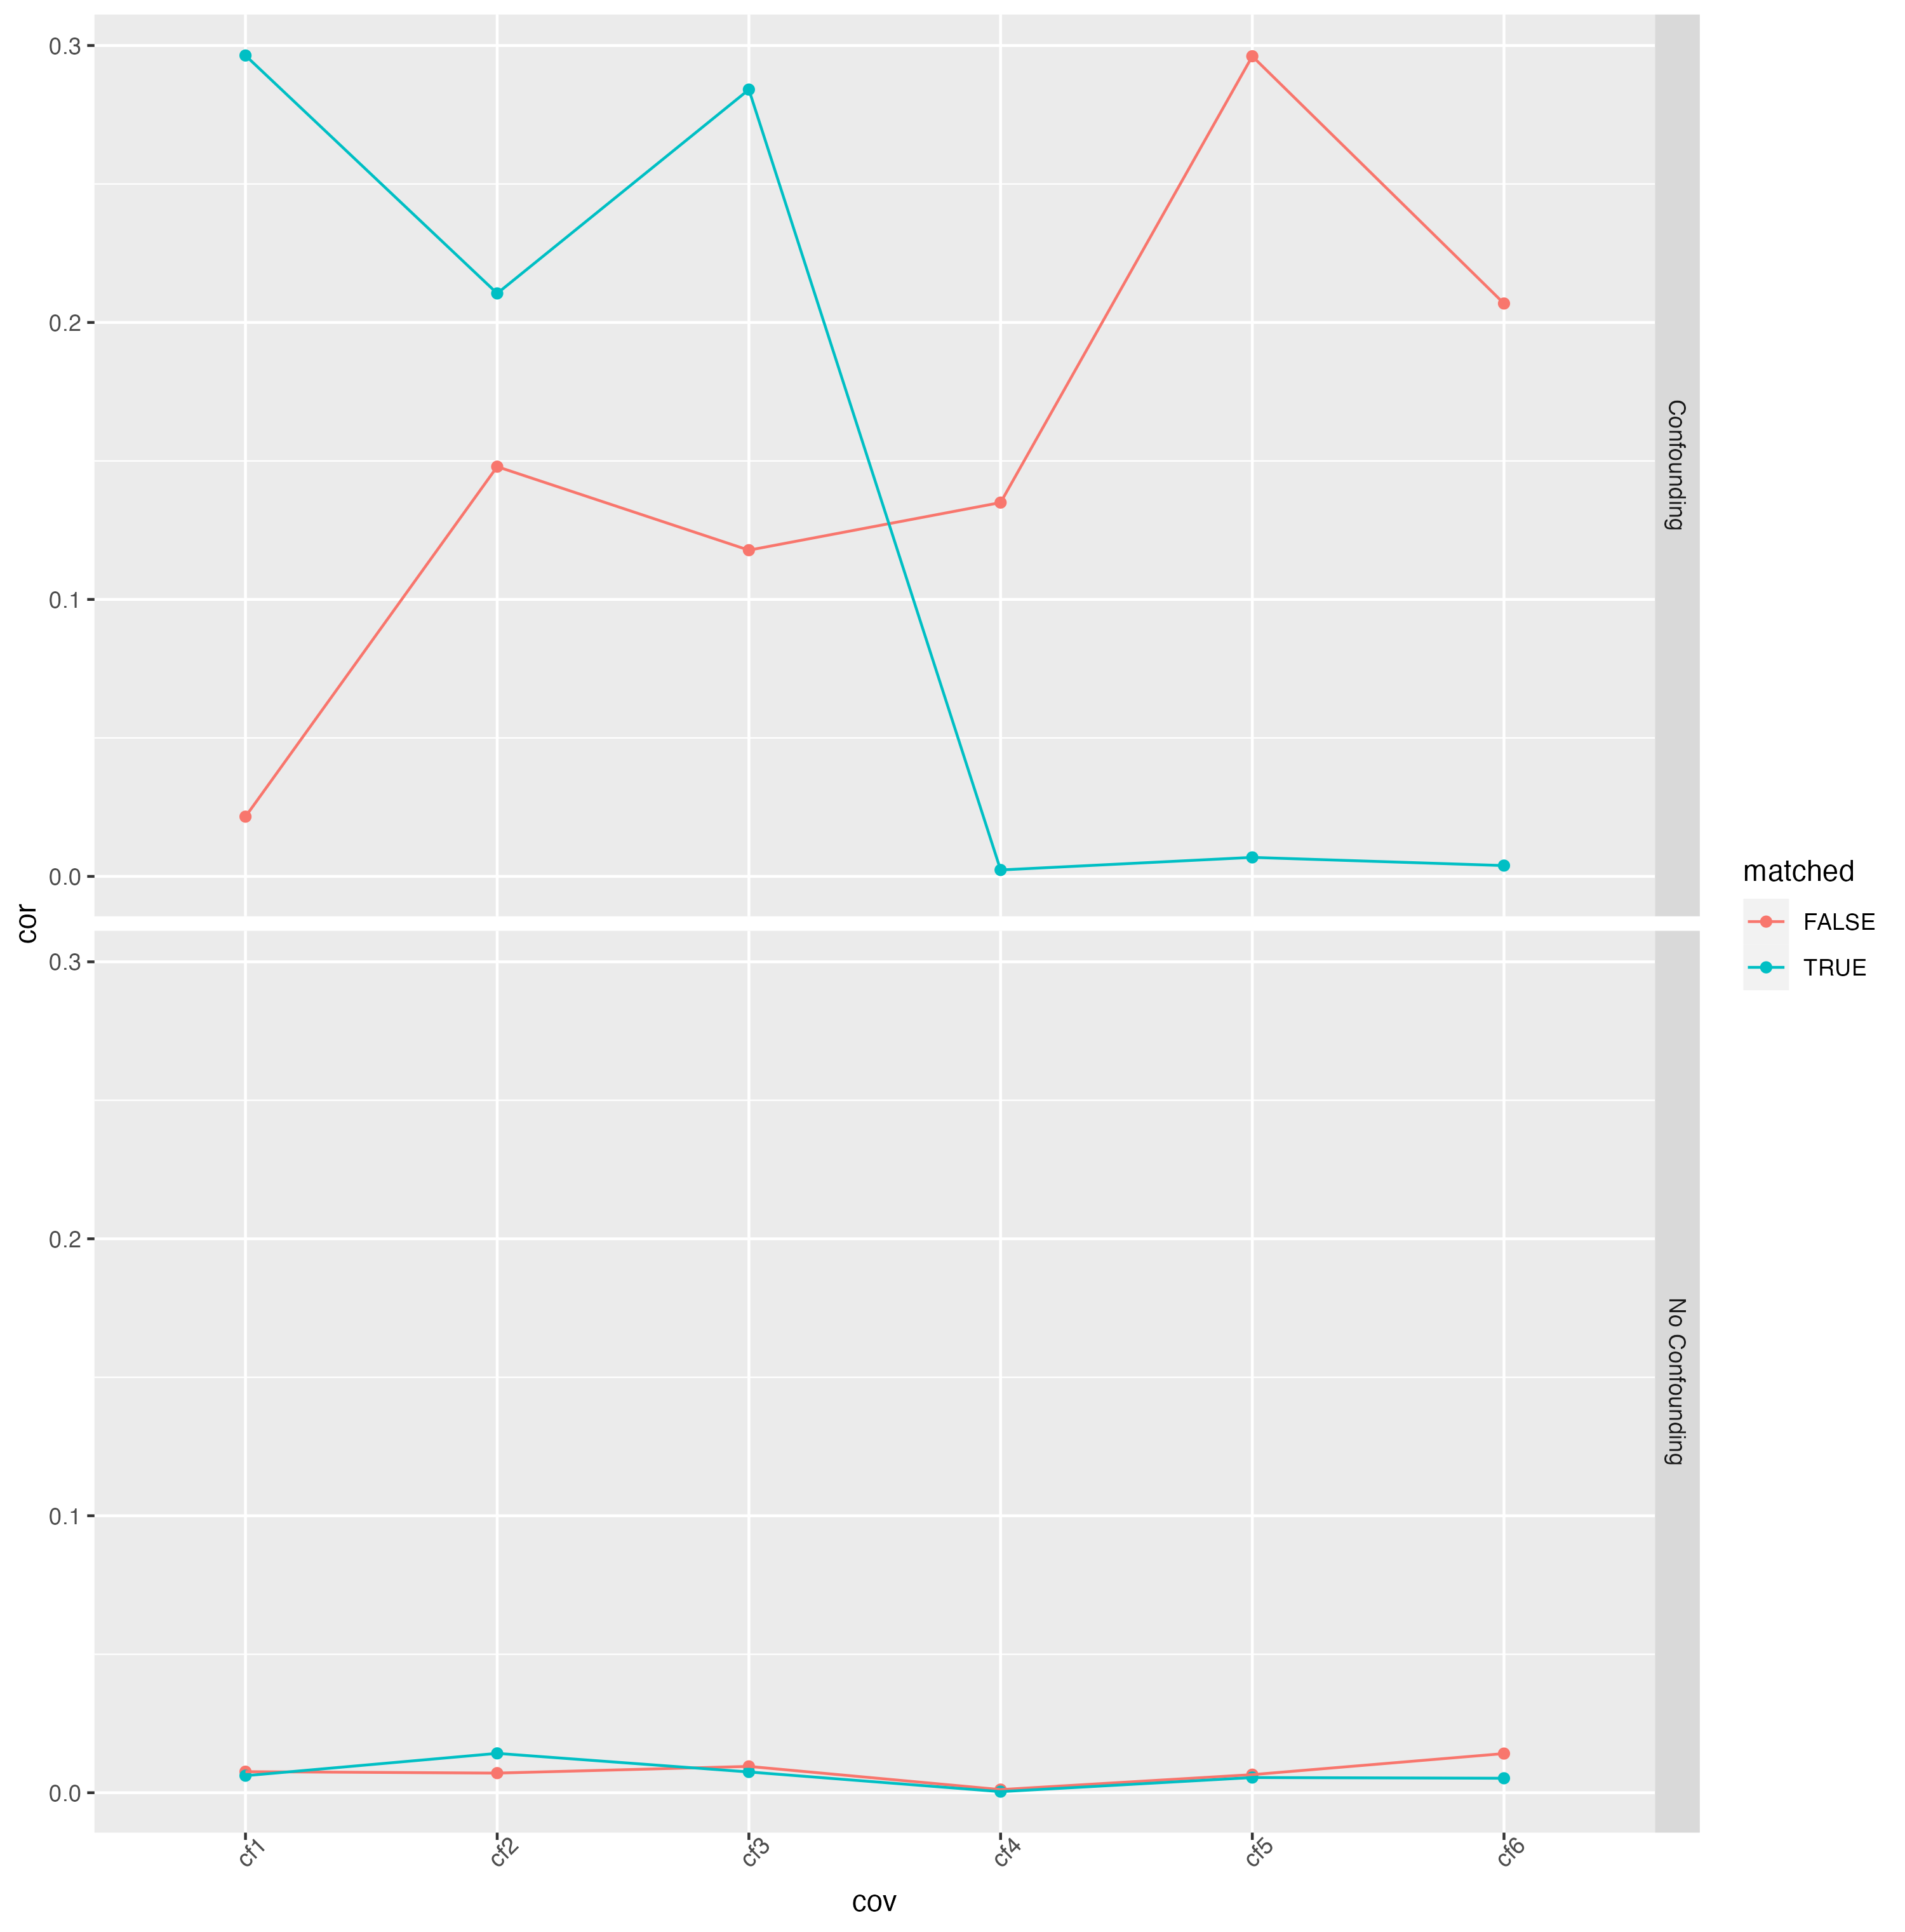 cor
0.3
0.2
0.1
0.0
Confounding
0.3
0.2
0.1
0.0
No Confounding
cf1
cf2
cf3
cf4
cf5
cf6
cov
matched
FALSE
TRUE